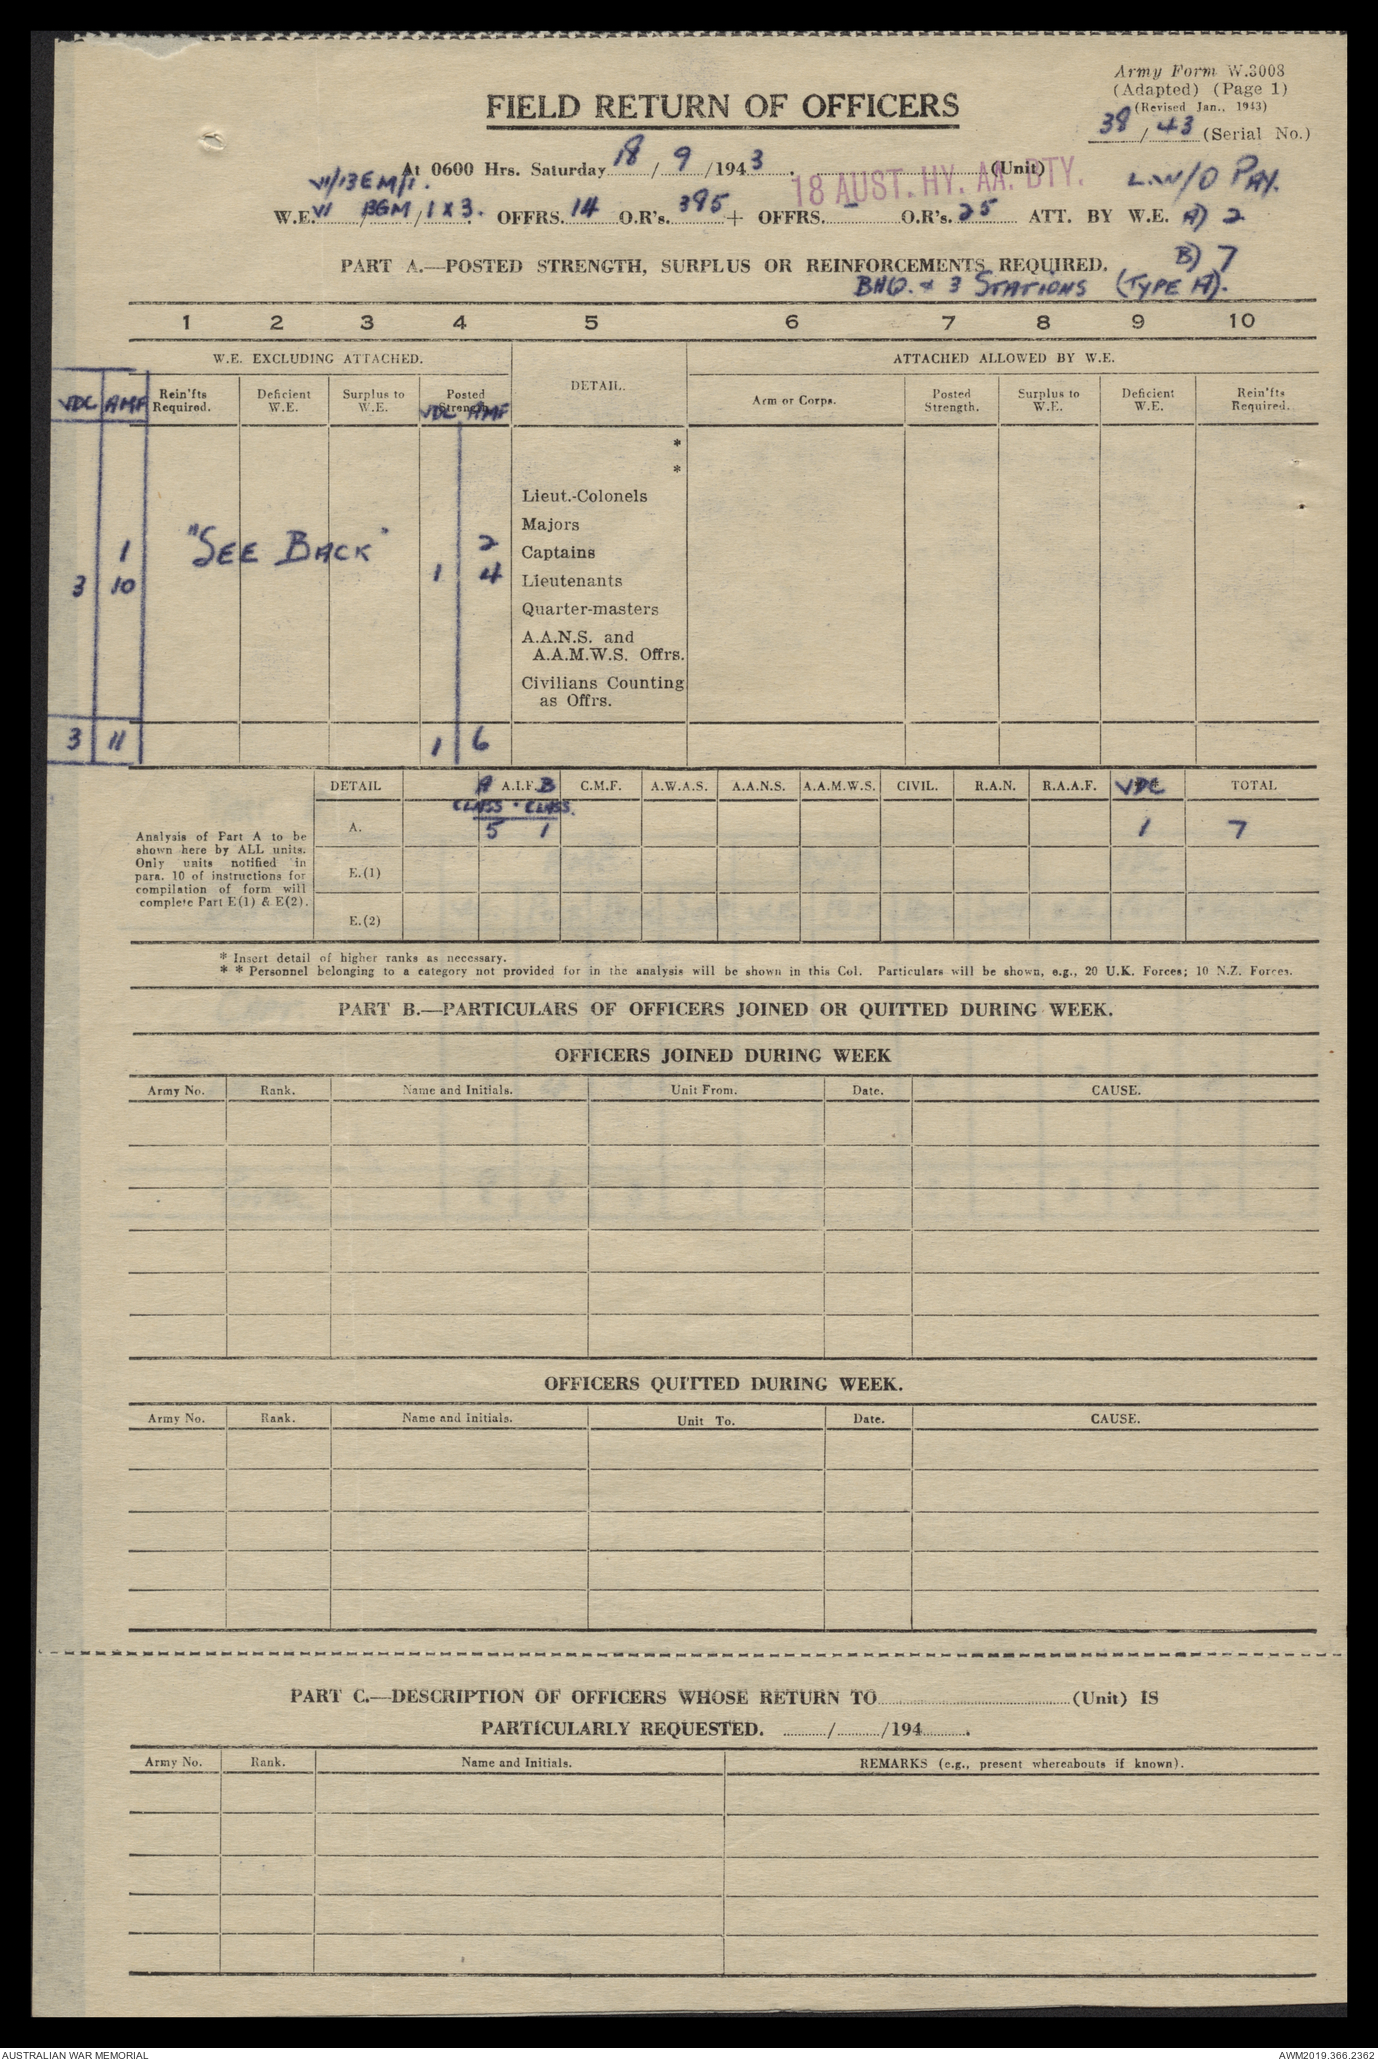 Army Form W.3008
(Adapted) (Page 1)
(Revised Jan., 1943)
38 / 43 (Serial No.)
FIELD RETURN OF OFFICERS
At 0600 Hrs. Saturday 18 / 9 /1943. (Unit)
18 AUST. HY. AA. BTY.
L.W/O PAY.
VI/13E M/1.
W.E. VI / BGM / 1 X 3. OFFRS. 14 O.R's. 395 + OFFRS. – O.R's. 25 ATT. BY W.E. A) 2
B) 7
PART A.—POSTED STRENGTH, SURPLUS OR REINFORCEMENTS REQUIRED.
BHQ. & 3 STATIONS (TYPE A).
1 2 3 4 5 6 7 8 9 10
W.E. EXCLUDING ATTACHED. DETAIL. ATTACHED ALLOWED BY W.E.
VDC AMF Rein'fts Required. Deficient W.E. Surplus to W.E. Posted Strength. VDC AMF Arm or Corps. Posted Strength. Surplus to W.E. Deficient W.E. Rein'fts Required.
*
*
Lieut.-Colonels
Majors
1 "SEE BACK" 2 Captains
3 10 1 4 Lieutenants
Quarter-masters
A.A.N.S. and
A.A.M.W.S. Offrs.
Civilians Counting
as Offrs.
3 11 1 6
DETAIL A A.I.F. B C.M.F. A.W.A.S. A.A.N.S. A.A.M.W.S. CIVIL. R.A.N. R.A.A.F. VDC TOTAL
CLASS · CLASS.
A. 5 1 1 7
Analysis of Part A to be
shown here by ALL units.
Only units notified in
para. 10 of instructions for
compilation of form will
complete Part E(1) & E(2).
E.(1)
E.(2)
* Insert detail of higher ranks as necessary.
* * Personnel belonging to a category not provided for in the analysis will be shown in this Col. Particulars will be shown, e.g., 20 U.K. Forces; 10 N.Z. Forces.
PART B.—PARTICULARS OF OFFICERS JOINED OR QUITTED DURING WEEK.
OFFICERS JOINED DURING WEEK
Army No. Rank. Name and Initials. Unit From. Date. CAUSE.
OFFICERS QUITTED DURING WEEK.
Army No. Rank. Name and Initials. Unit To. Date. CAUSE.
PART C.—DESCRIPTION OF OFFICERS WHOSE RETURN TO (Unit) IS
PARTICULARLY REQUESTED. / /194 .
Army No. Rank. Name and Initials. REMARKS (e.g., present whereabouts if known).
AUSTRALIAN WAR MEMORIAL AWM2019.366.2362